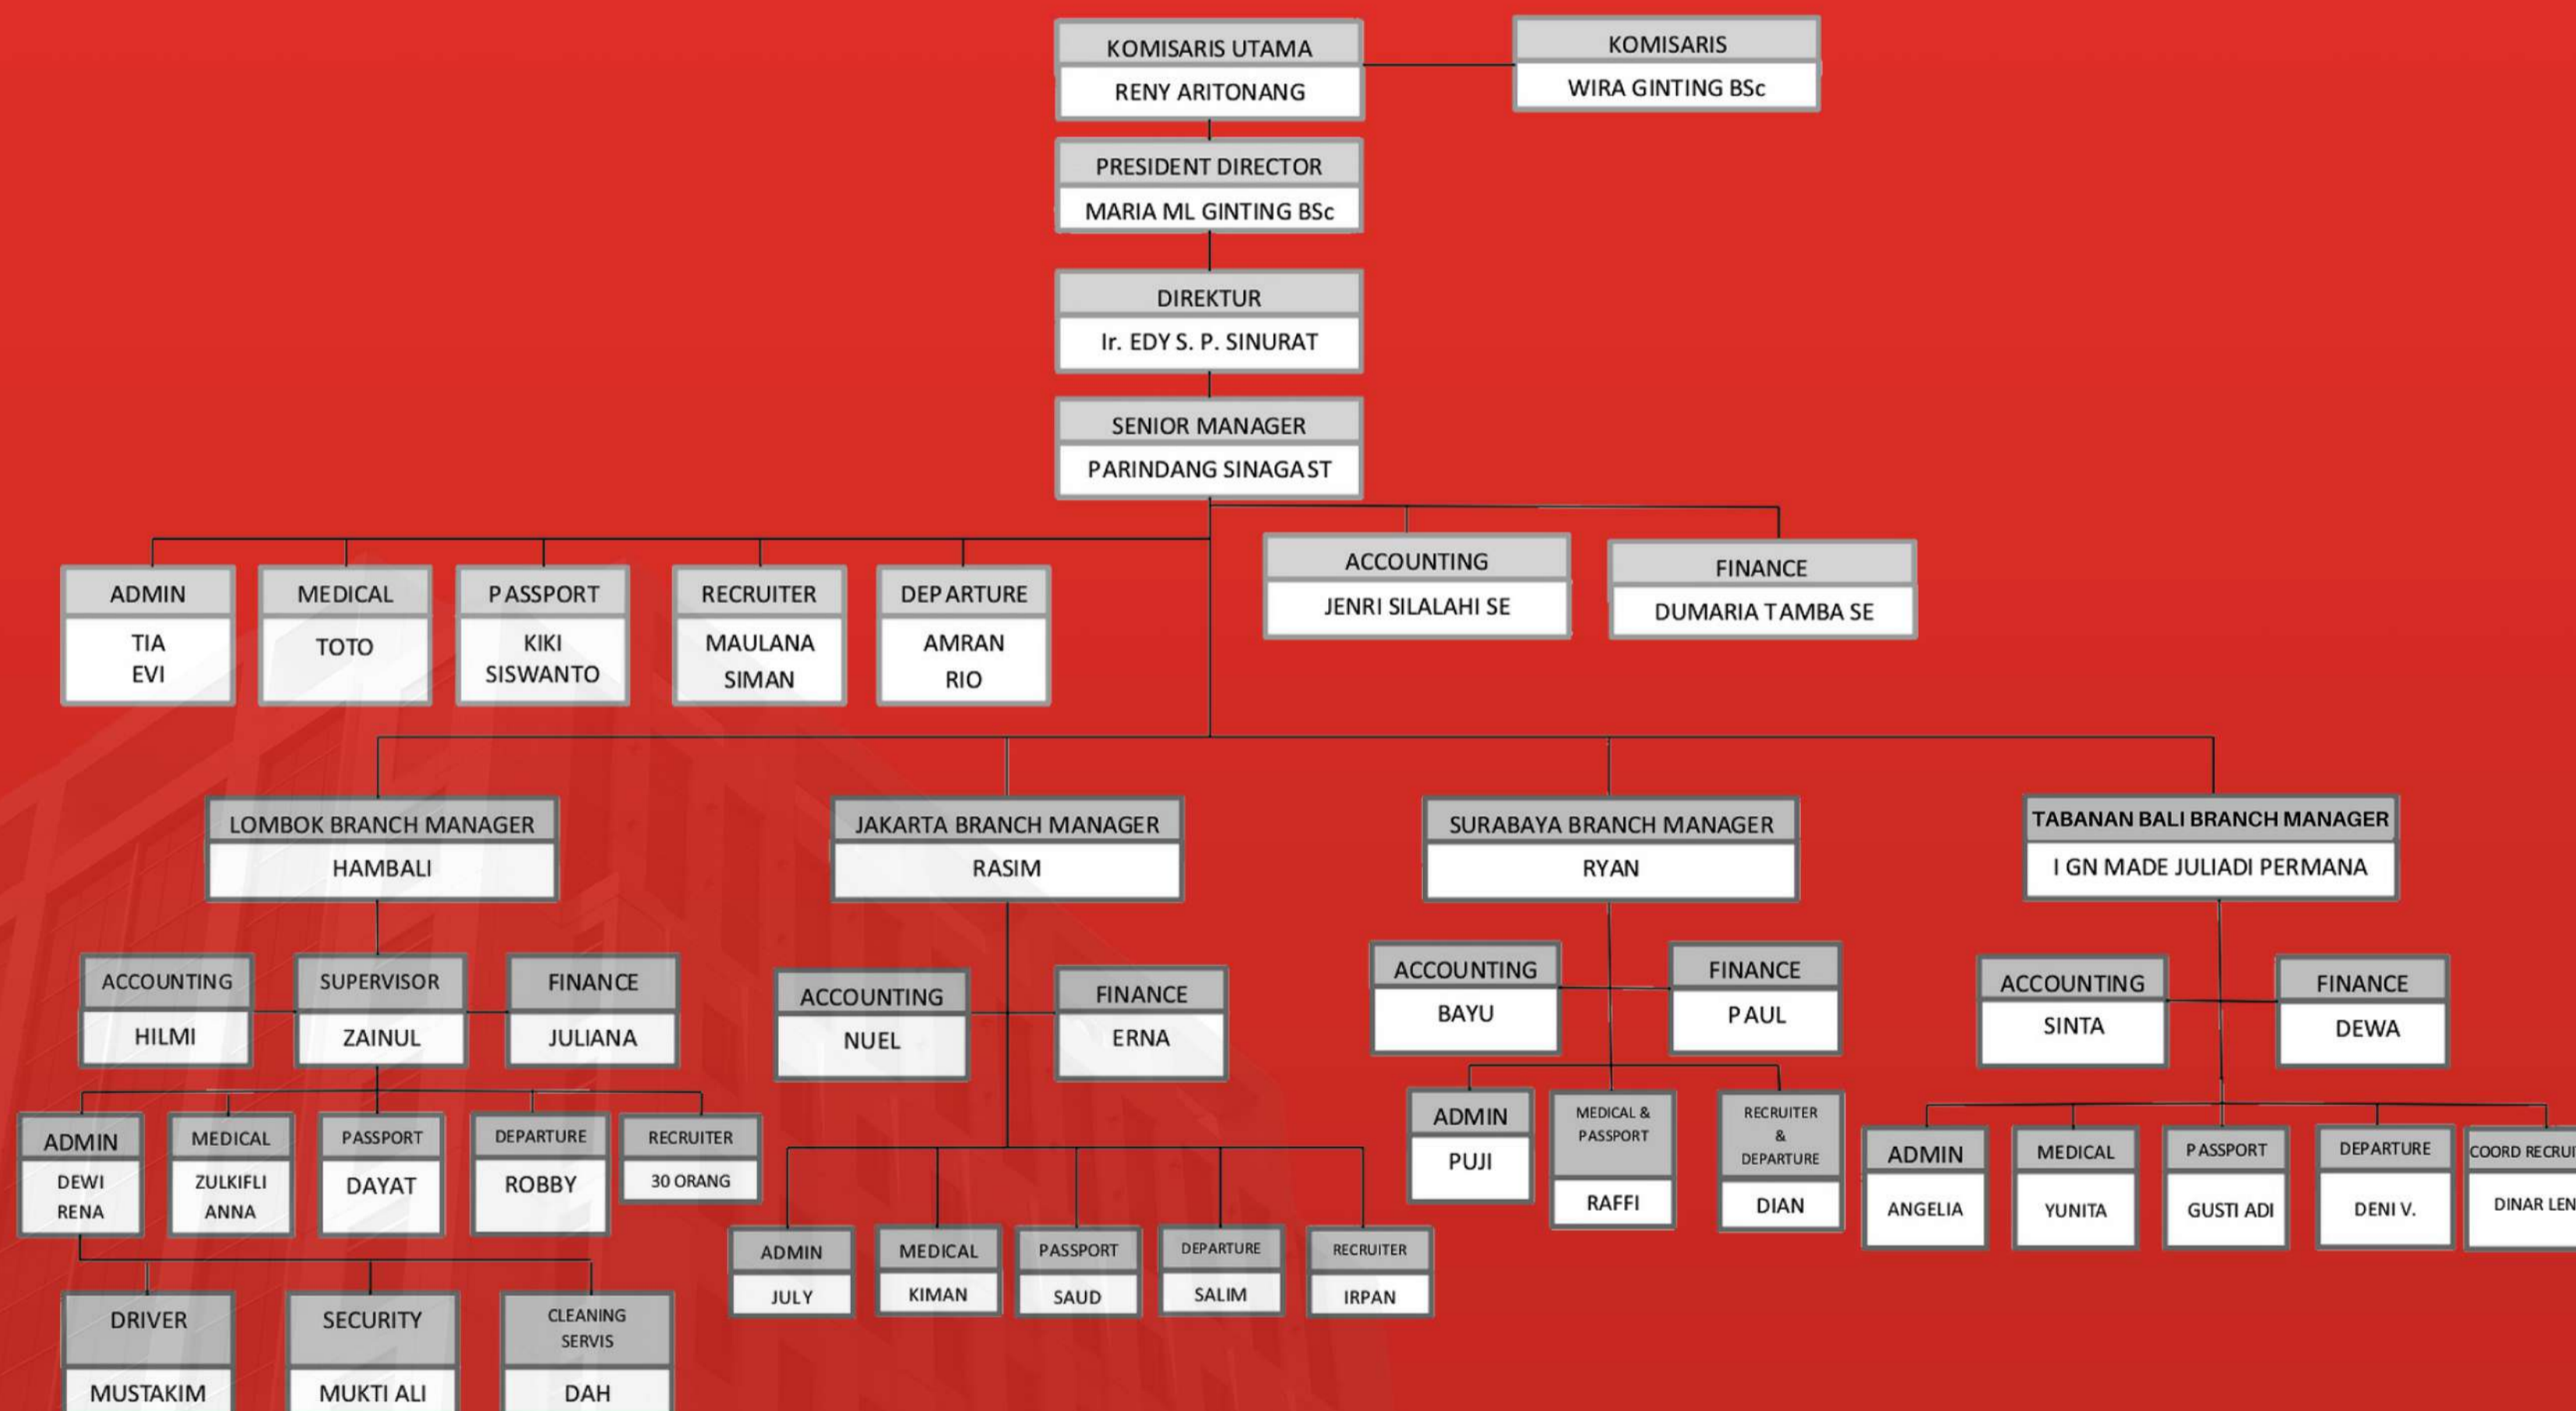 KOMISARIS UTAMA
RENY ARITONANG
KOMISARIS
WIRA GINTING BSc
PRESIDENT DIRECTOR
MARIA ML GINTING BSc
DIREKTUR
Ir. EDY S. P. SINURAT
SENIOR MANAGER
PARINDANG SINAGA ST
ACCOUNTING
JENRI SILALAHI SE
FINANCE
DUMARIA TAMBA SE
ADMIN
TIA
EVI
MEDICAL
TOTO
PASSPORT
KIKI
SISWANTO
RECRUITER
MAULANA
SIMAN
DEPARTURE
AMRAN
RIO
LOMBOK BRANCH MANAGER
HAMBALI
JAKARTA BRANCH MANAGER
RASIM
SURABAYA BRANCH MANAGER
RYAN
TABANAN BALI BRANCH MANAGER
I GN MADE JULIADI PERMANA
ACCOUNTING
HILMI
SUPERVISOR
ZAINUL
FINANCE
JULIANA
ACCOUNTING
NUEL
FINANCE
ERNA
ACCOUNTING
BAYU
FINANCE
PAUL
ACCOUNTING
SINTA
FINANCE
DEWA
ADMIN
DEWI
RENA
MEDICAL
ZULKIFLI
ANNA
PASSPORT
DAYAT
DEPARTURE
ROBBY
RECRUITER
30 ORANG
ADMIN
JULY
MEDICAL
KIMAN
PASSPORT
SAUD
DEPARTURE
SALIM
RECRUITER
IRPAN
ADMIN
PUJI
MEDICAL &
PASSPORT
RAFFI
RECRUITER
&
DEPARTURE
DIAN
ADMIN
ANGELIA
MEDICAL
YUNITA
PASSPORT
GUSTI ADI
DEPARTURE
DENI V.
COORD
DINAR
DRIVER
MUSTAKIM
SECURITY
MUKTI ALI
CLEANING
SERVIS
DAH